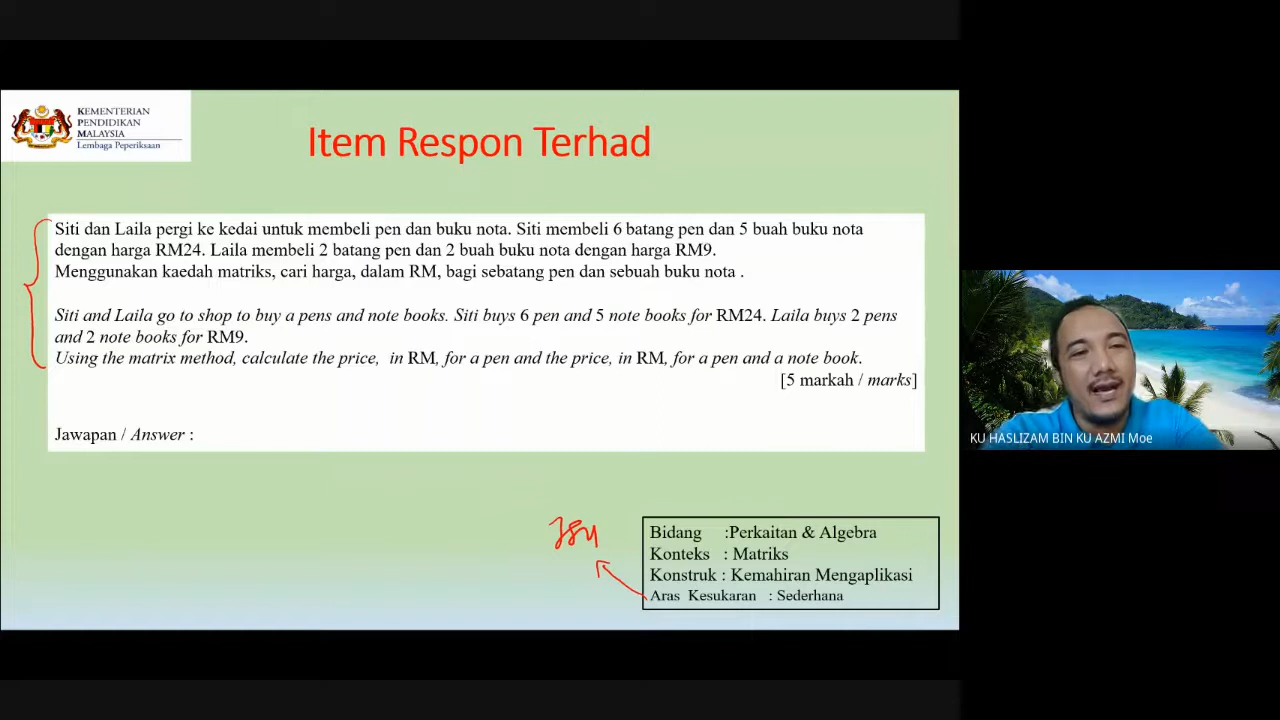 KEMENTERIAN
PENDIDIKAN
MALAYSIA
Lembaga Peperiksaan
Item Respon Terhad
Siti dan Laila pergi ke kedai untuk membeli pen dan buku nota. Siti membeli 6 batang pen dan 5 buah buku nota
dengan harga RM24. Laila membeli 2 batang pen dan 2 buah buku nota dengan harga RM9.
Menggunakan kaedah matriks, cari harga, dalam RM, bagi sebatang pen dan sebuah buku nota .
Siti and Laila go to shop to buy a pens and note books. Siti buys 6 pen and 5 note books for RM24. Laila buys 2 pens
and 2 note books for RM9.
Using the matrix method, calculate the price, in RM, for a pen and the price, in RM, for a pen and a note book.
[5 markah / marks]
Jawapan / Answer :
Bidang :Perkaitan & Algebra
Konteks : Matriks
Konstruk : Kemahiran Mengaplikasi
Aras Kesukaran : Sederhana
KU HASLIZAM BIN KU AZMI Moe